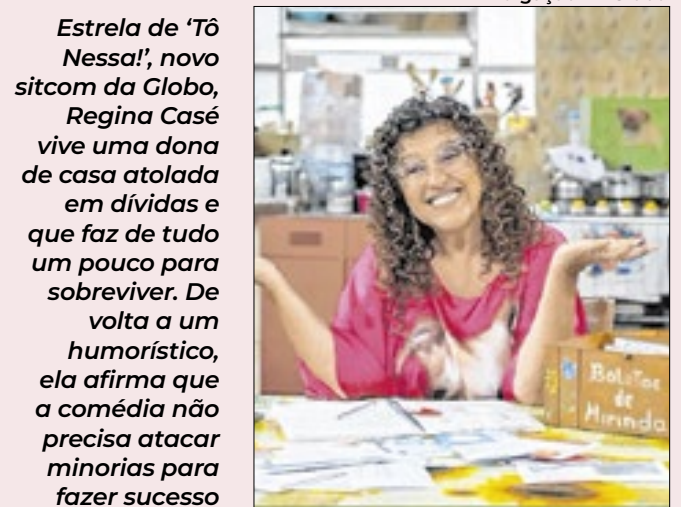 Estrela de ‘Tô
Nessa!’, novo
sitcom da Globo,
Regina Casé
vive uma dona
de casa atolada
em dívidas e
que faz de tudo
um pouco para
sobreviver. De
volta a um
humorístico,
ela afirma que
a comédia não
precisa atacar
minorias para
fazer sucesso
BoLeTos
de
Mirinda